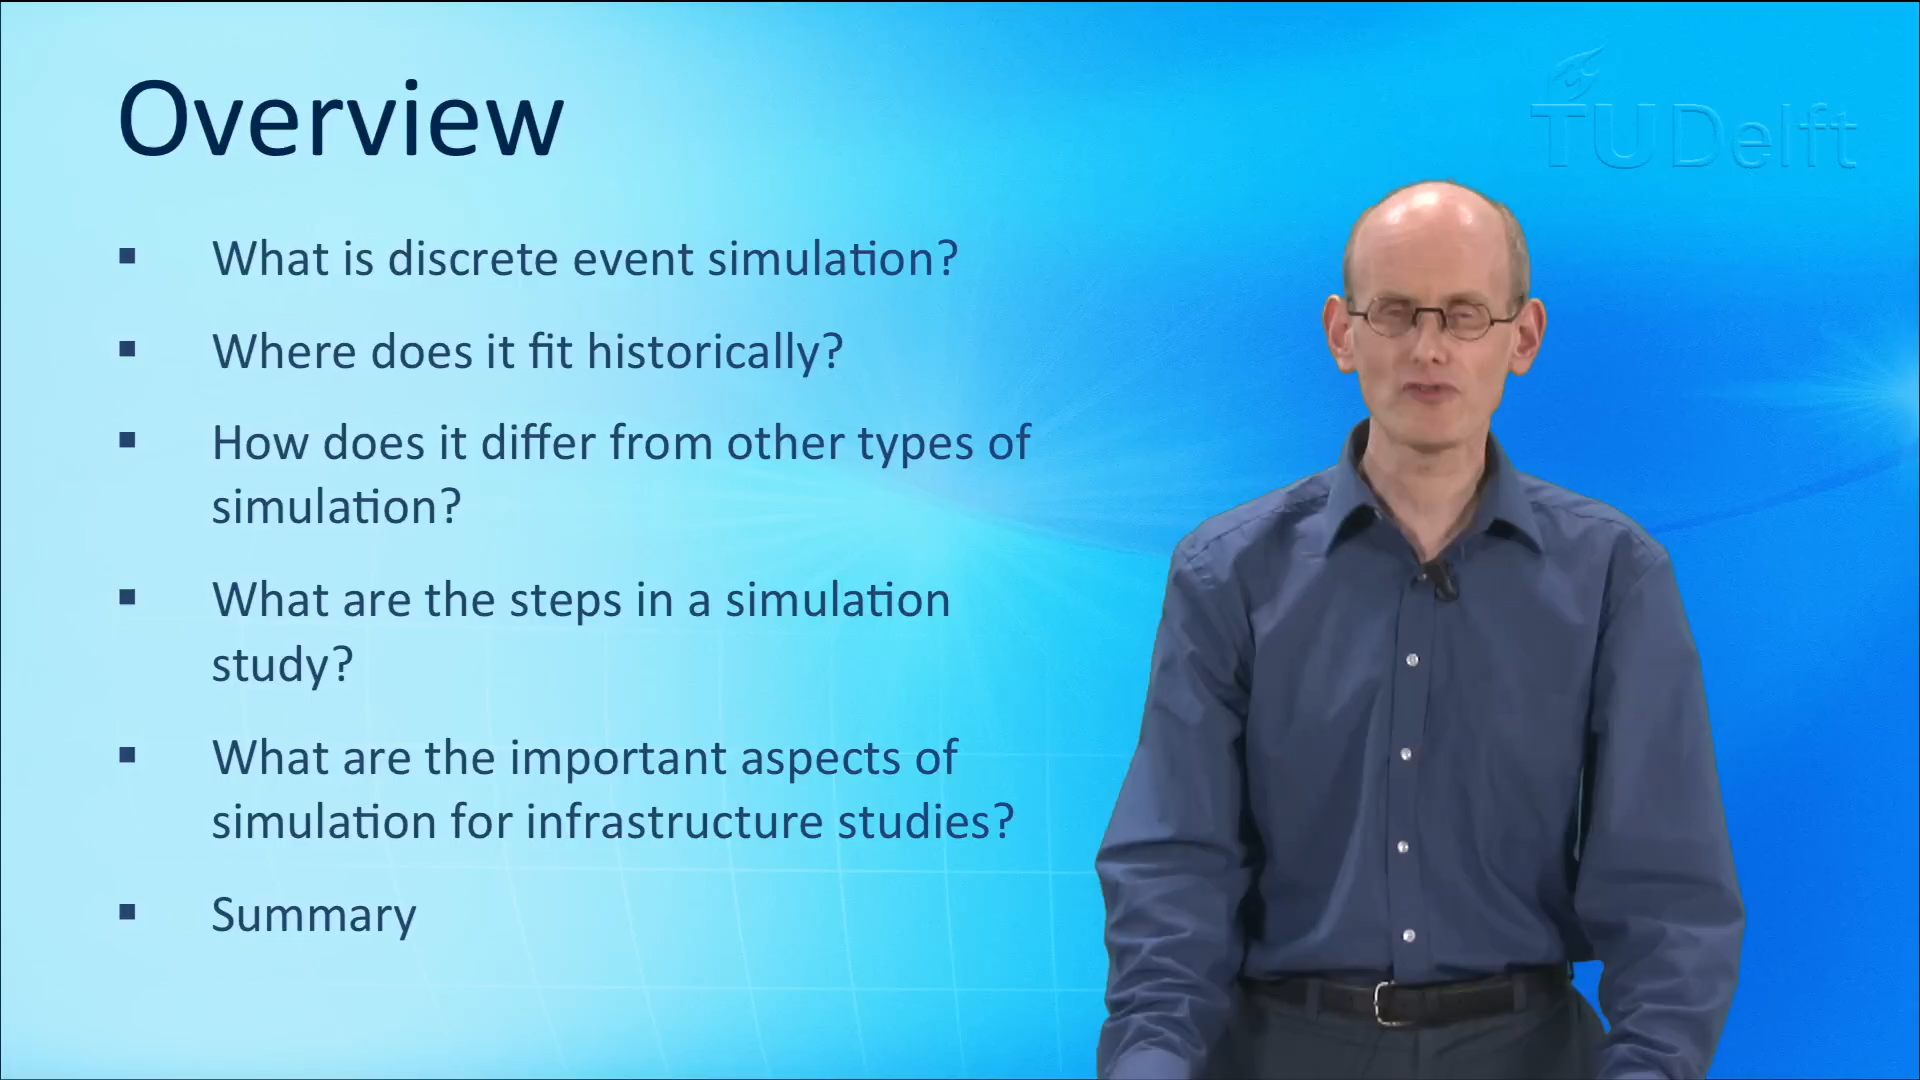 Overview
TUDelft
▪ What is discrete event simulation?
▪ Where does it fit historically?
▪ How does it differ from other types of
simulation?
▪ What are the steps in a simulation
study?
▪ What are the important aspects of
simulation for infrastructure studies?
▪ Summary